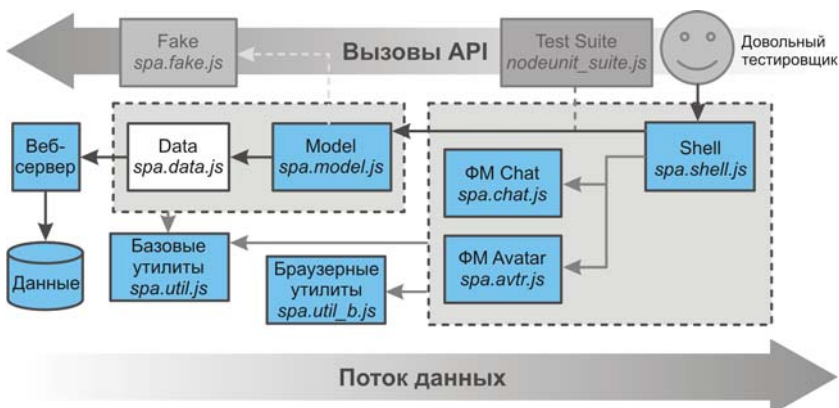 Fake
spa.fake.js
Вызовы API
Test Suite
nodeunit_suite.js
Довольный
тестировщик
Веб-
сервер
Data
spa.data.js
Model
spa.model.js
Shell
spa.shell.js
ФМ Chat
spa.chat.js
Данные
Базовые
утилиты
spa.util.js
Браузерные
утилиты
spa.util_b.js
ФМ Avatar
spa.avtr.js
Поток данных